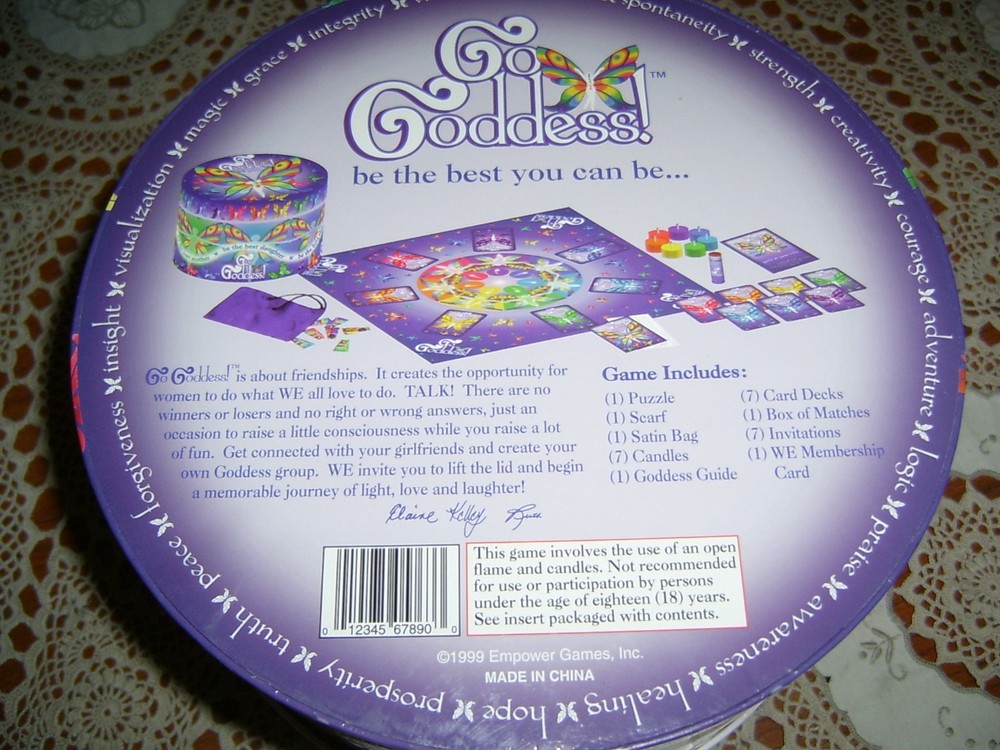 Go
Goddess!™
be the best you can be...
Go Goddess!™ is about friendships. It creates the opportunity for
women to do what WE all love to do. TALK! There are no
winners or losers and no right or wrong answers, just an
occasion to raise a little consciousness while you raise a lot
of fun. Get connected with your girlfriends and create your
own Goddess group. WE invite you to lift the lid and begin
a memorable journey of light, love and laughter!
Elaine Kelley
Game Includes:
(1) Puzzle
(1) Scarf
(1) Satin Bag
(7) Candles
(1) Goddess Guide
(7) Card Decks
(1) Box of Matches
(7) Invitations
(1) WE Membership
Card
0 12345 67890 0
This game involves the use of an open
flame and candles. Not recommended
for use or participation by persons
under the age of eighteen (18) years.
See insert packaged with contents.
©1999 Empower Games, Inc.
MADE IN CHINA
spontaneity strength creativity courage adventure logic praise awareness healing hope prosperity truth peace forgiveness insight visualization magic grace integrity
Go
Goddess!
Go
Goddess!